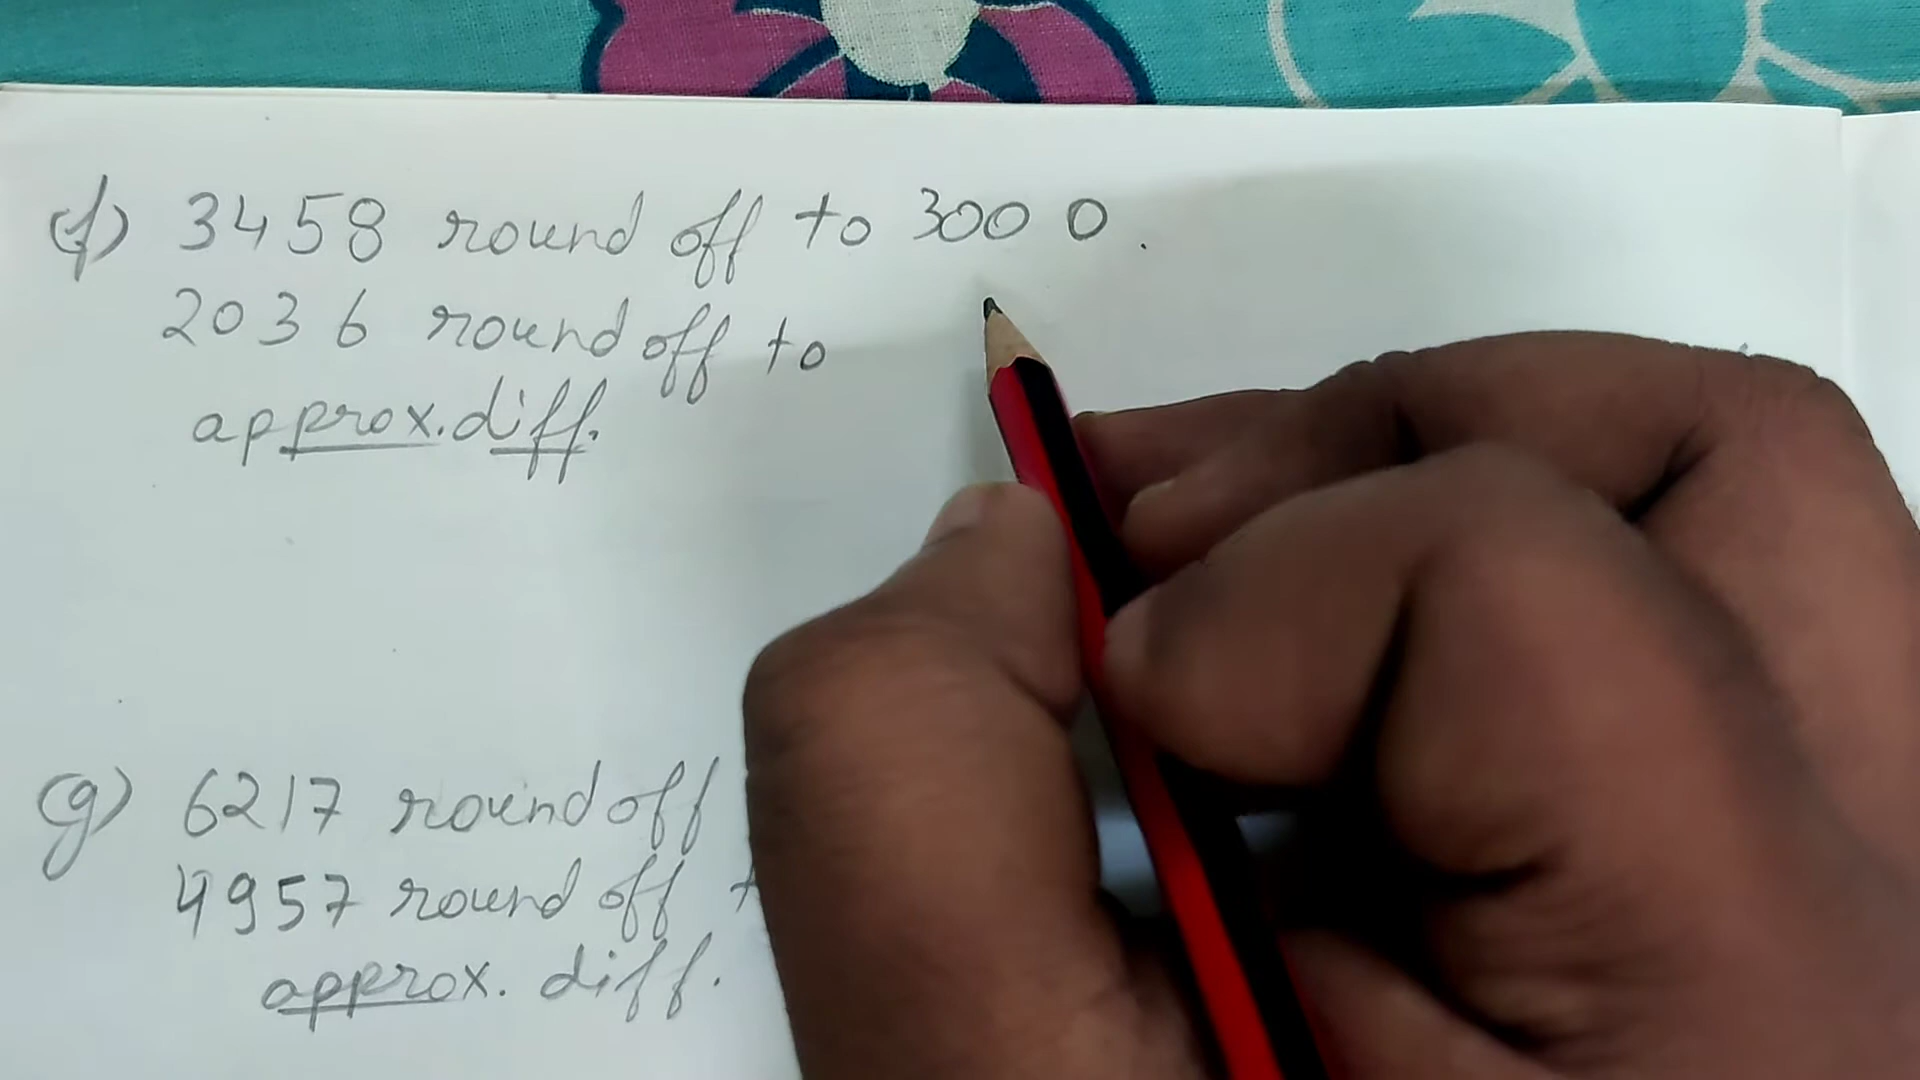 (f) 3458 round off to 3000.
2036 round off to
approx. diff.
(g) 6217 round off
4957 round off
approx. diff.